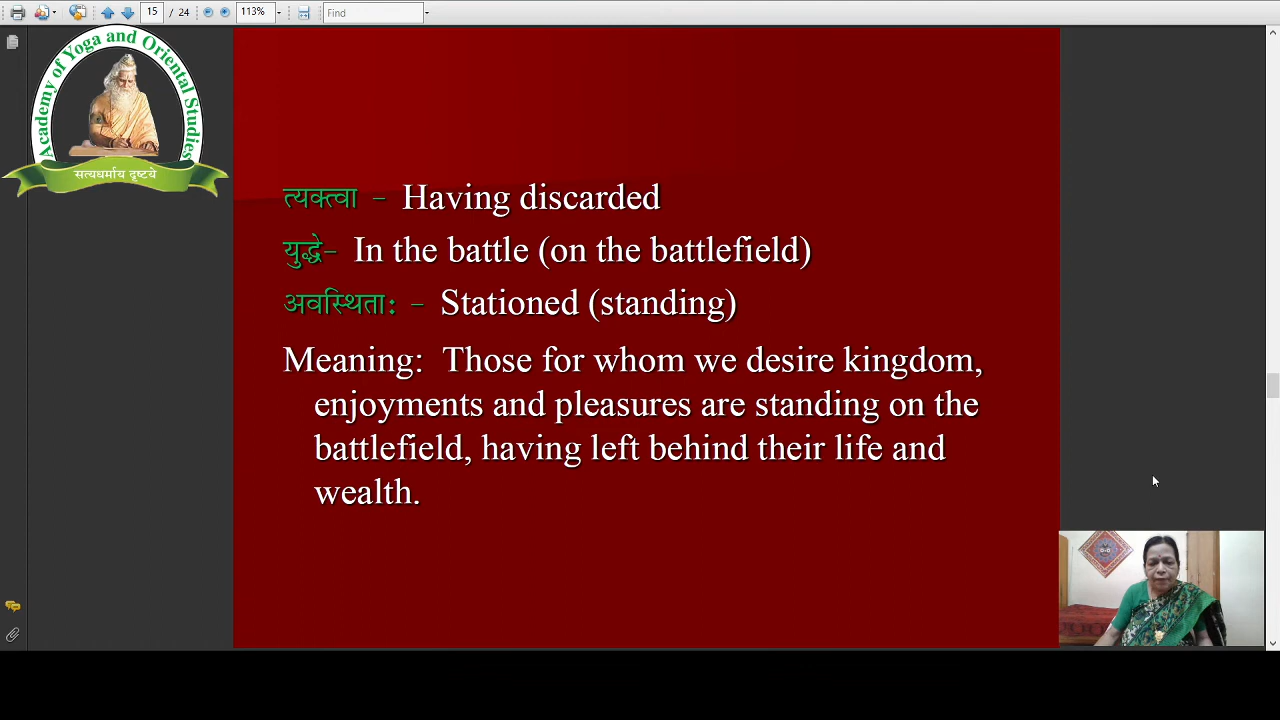 15 / 24
113%
Find
Academy of Yoga and Oriental Studies
सत्यधर्माय दृष्टये
त्यक्त्वा - Having discarded
युद्धे- In the battle (on the battlefield)
अवस्थिताः - Stationed (standing)
Meaning: Those for whom we desire kingdom,
enjoyments and pleasures are standing on the
battlefield, having left behind their life and
wealth.